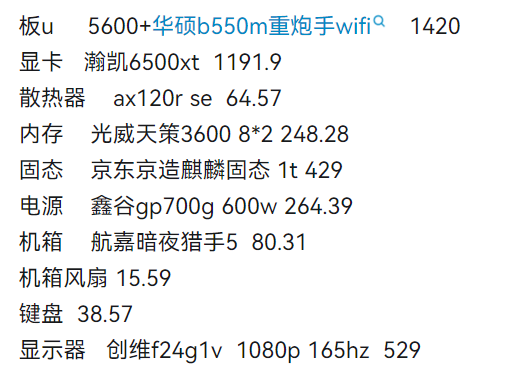 板u 5600+华硕b550m重炮手wifi 1420
显卡 瀚凯6500xt 1191.9
散热器 ax120r se 64.57
内存 光威天策3600 8*2 248.28
固态 京东京造麒麟固态 1t 429
电源 鑫谷gp700g 600w 264.39
机箱 航嘉暗夜猎手5 80.31
机箱风扇 15.59
键盘 38.57
显示器 创维f24g1v 1080p 165hz 529